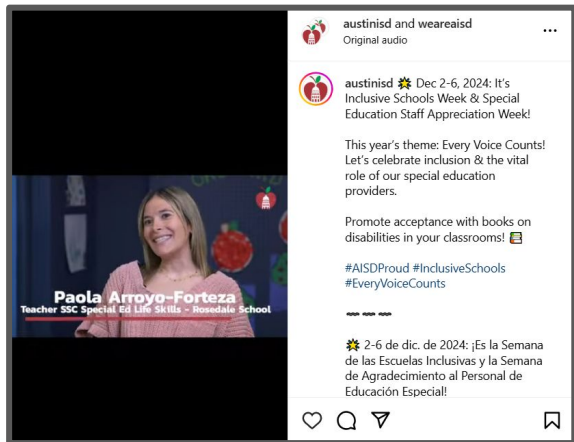 austinisd and weareaisd
Original audio
austinisd 💥 Dec 2-6, 2024: It's
Inclusive Schools Week & Special
Education Staff Appreciation Week!
This year's theme: Every Voice Counts!
Let's celebrate inclusion & the vital
role of our special education
providers.
Promote acceptance with books on
disabilities in your classrooms! 📚
#AISDProud #InclusiveSchools
#EveryVoiceCounts
〰️ 〰️ 〰️
💥 2-6 de dic. de 2024: ¡Es la Semana
de las Escuelas Inclusivas y la Semana
de Agradecimiento al Personal de
Educación Especial!
Paola Arroyo-Forteza
Teacher SSC Special Ed Life Skills - Rosedale School